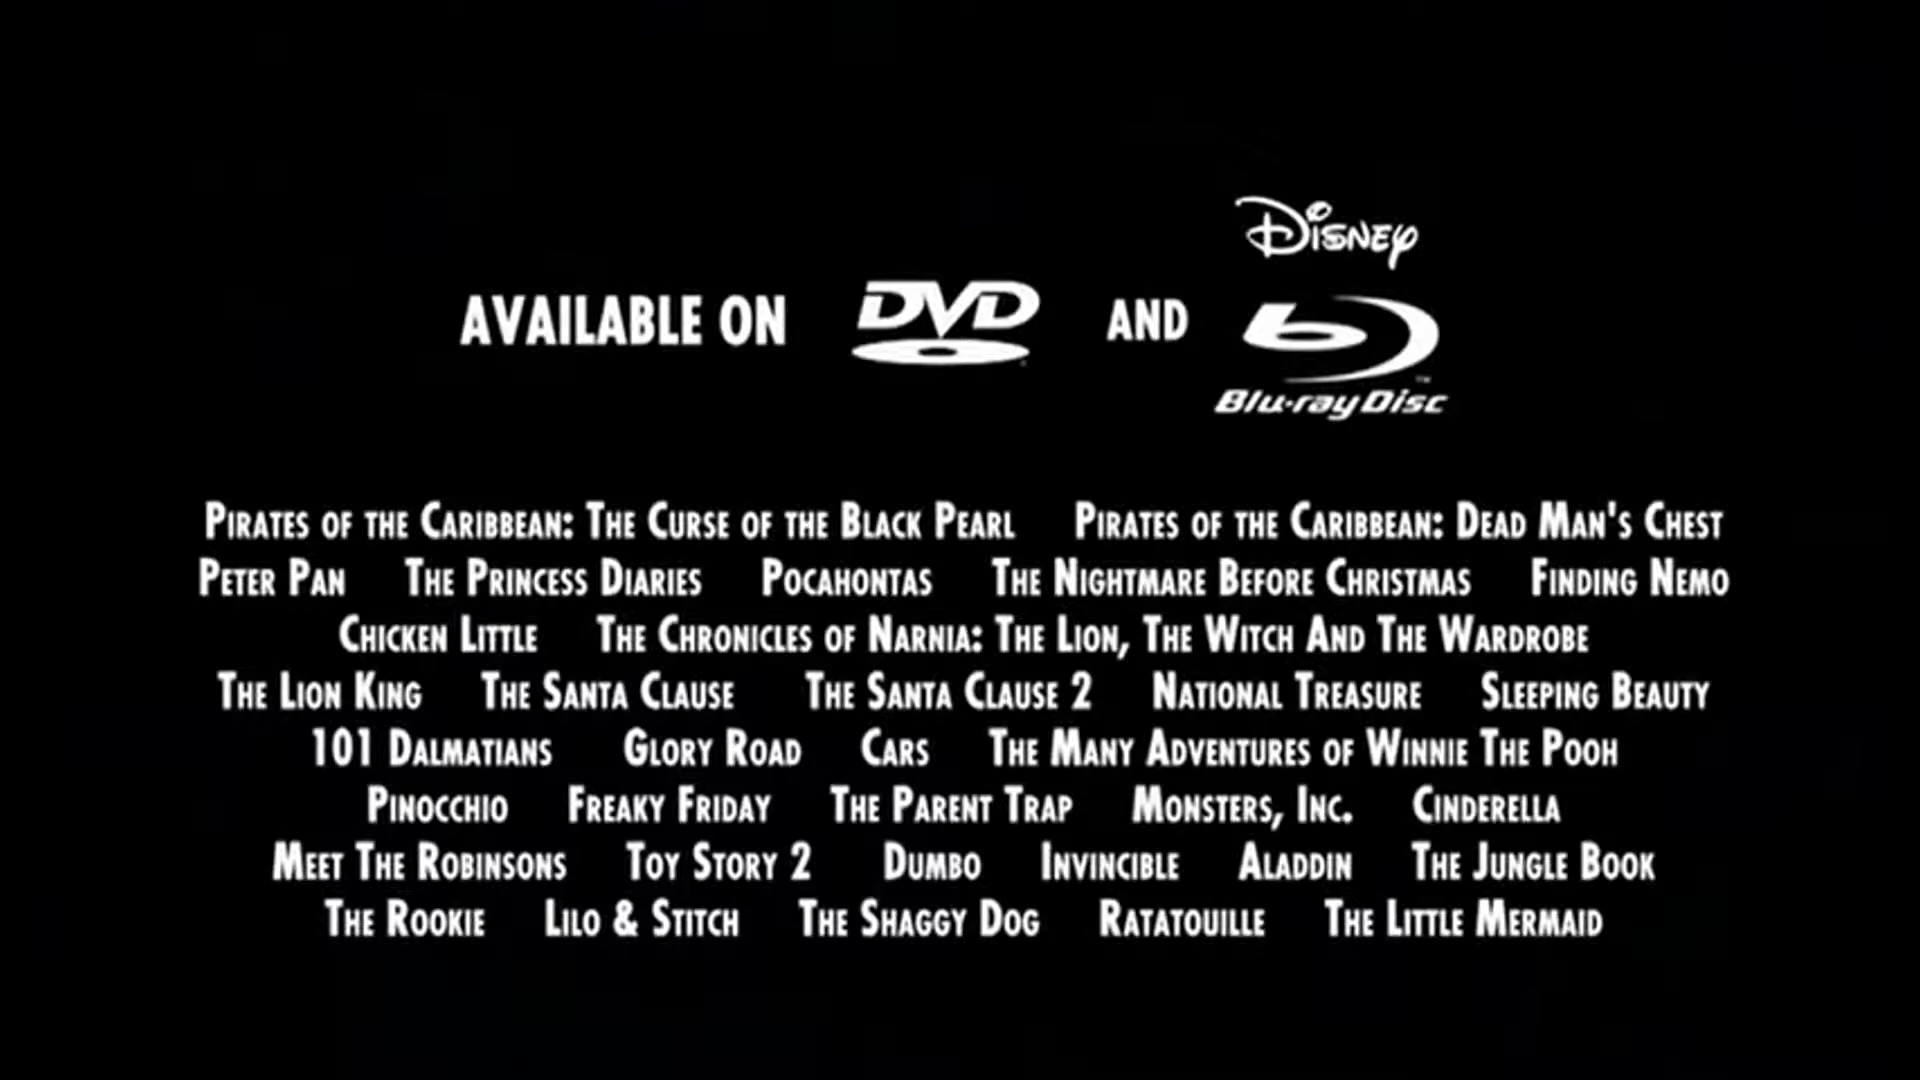 Disney
AVAILABLE ON DVD AND Blu-ray Disc™
Pirates of the Caribbean: The Curse of the Black Pearl Pirates of the Caribbean: Dead Man's Chest
Peter Pan The Princess Diaries Pocahontas The Nightmare Before Christmas Finding Nemo
Chicken Little The Chronicles of Narnia: The Lion, The Witch And The Wardrobe
The Lion King The Santa Clause The Santa Clause 2 National Treasure Sleeping Beauty
101 Dalmatians Glory Road Cars The Many Adventures of Winnie The Pooh
Pinocchio Freaky Friday The Parent Trap Monsters, Inc. Cinderella
Meet The Robinsons Toy Story 2 Dumbo Invincible Aladdin The Jungle Book
The Rookie Lilo & Stitch The Shaggy Dog Ratatouille The Little Mermaid